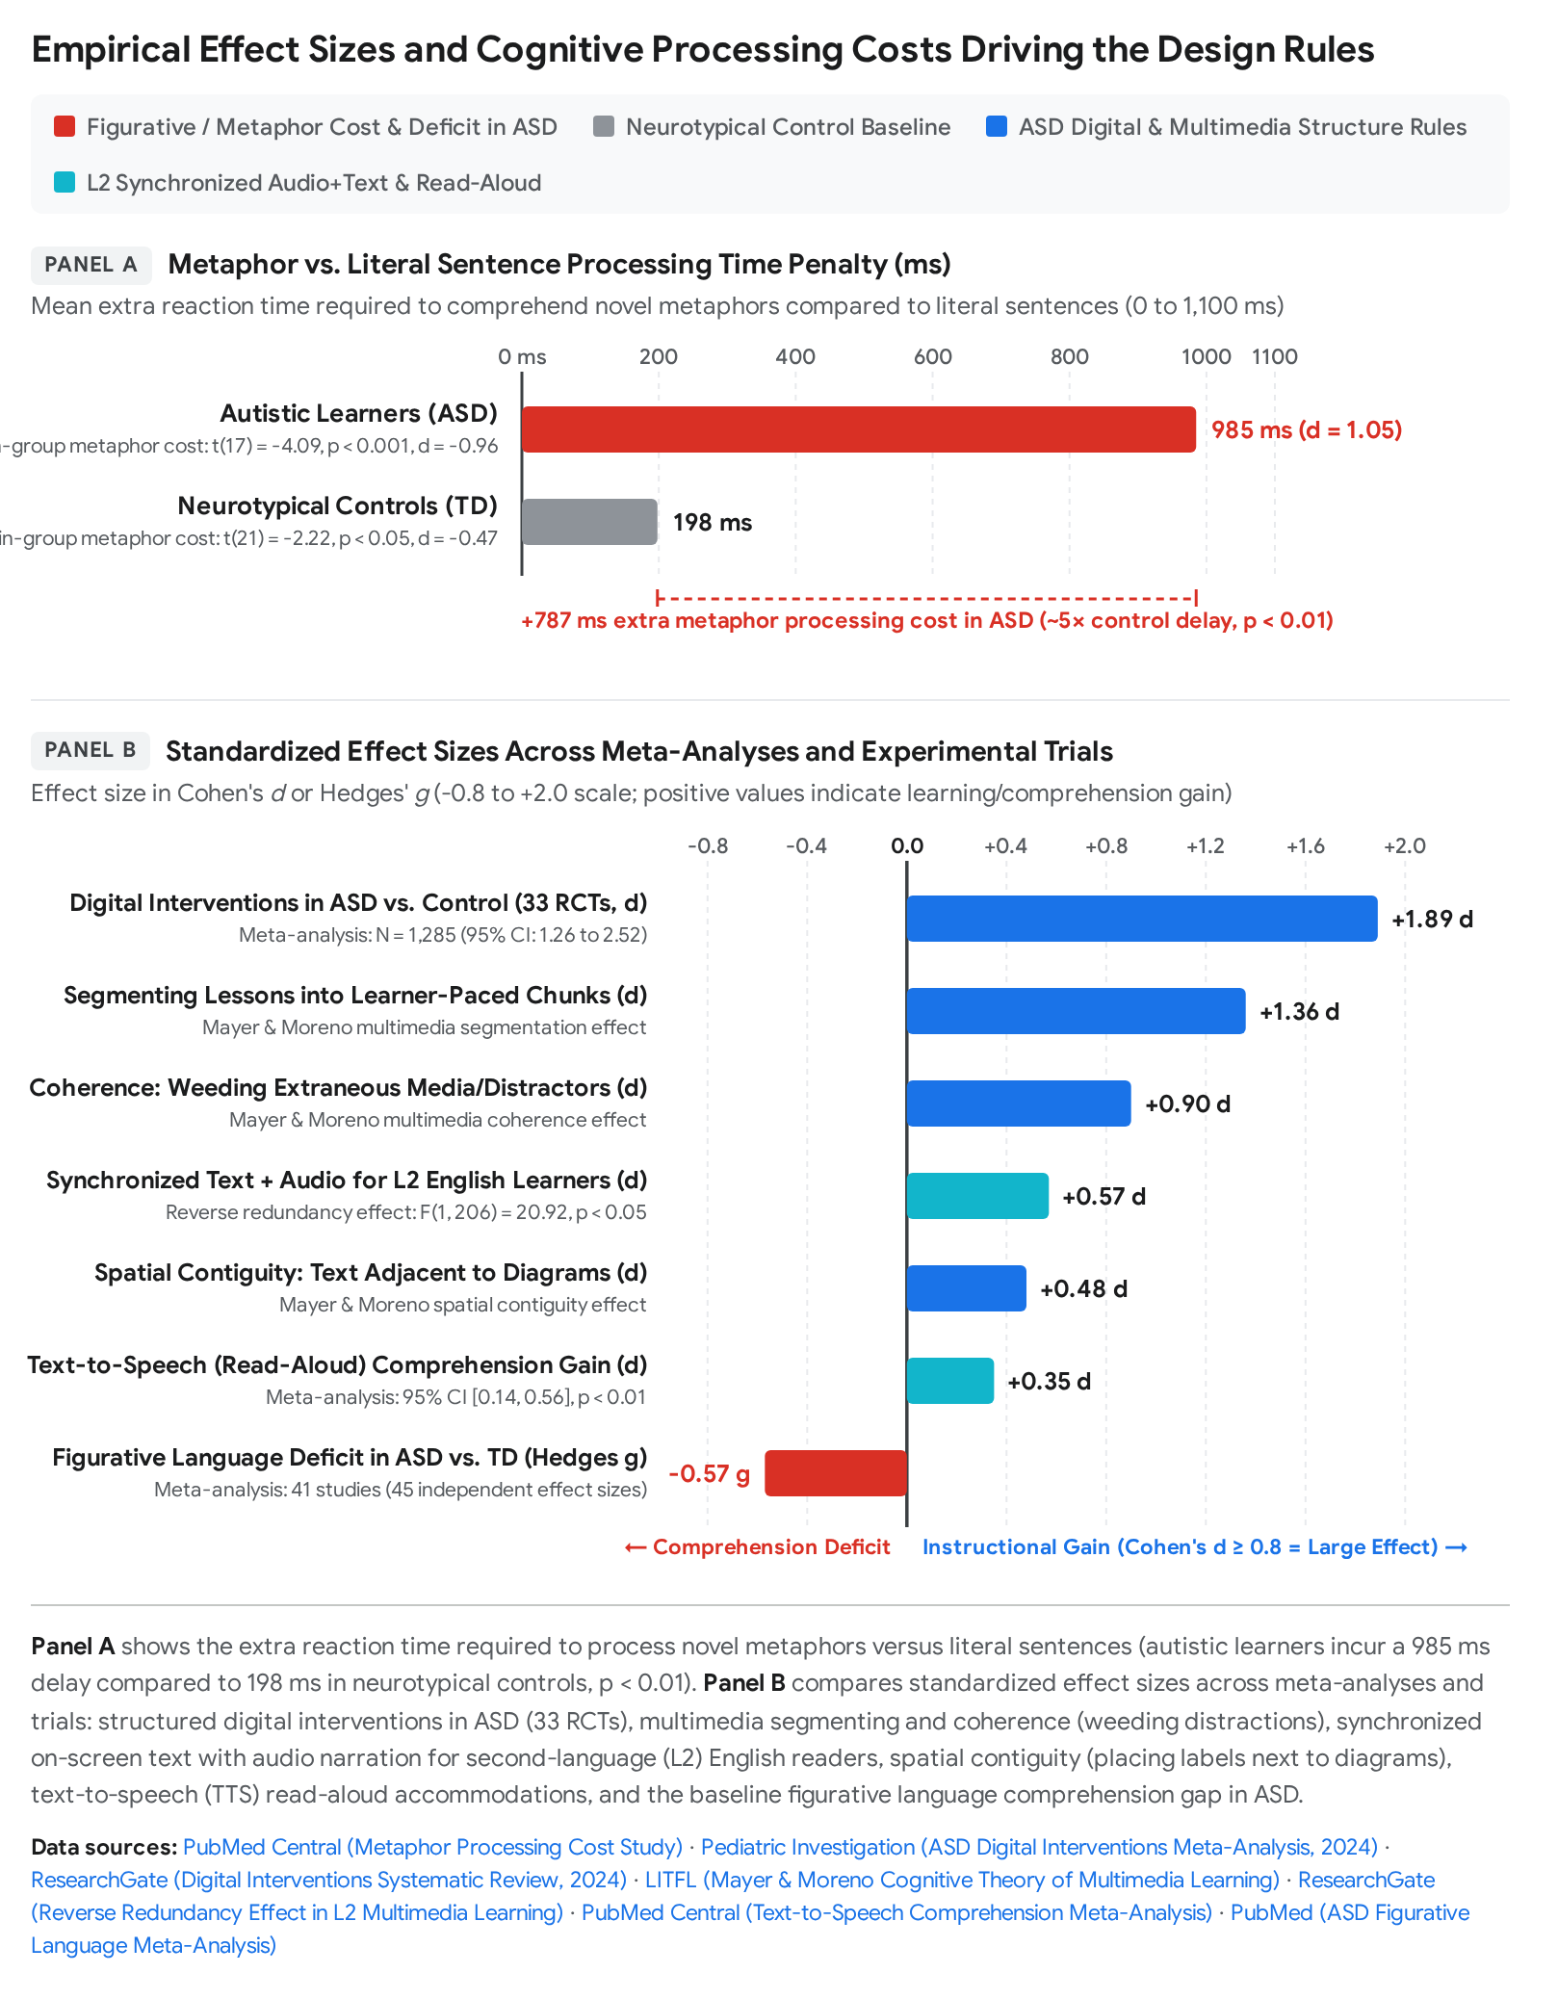 Empirical Effect Sizes and Cognitive Processing Costs Driving the Design Rules
Figurative / Metaphor Cost & Deficit in ASD
Neurotypical Control Baseline
ASD Digital & Multimedia Structure Rules
L2 Synchronized Audio+Text & Read-Aloud
PANEL A
Metaphor vs. Literal Sentence Processing Time Penalty (ms)
Mean extra reaction time required to comprehend novel metaphors compared to literal sentences (0 to 1,100 ms)
0 ms 200 400 600 800 1000 1100
Autistic Learners (ASD)
-group metaphor cost: t(17) = -4.09, p < 0.001, d = -0.96
985 ms (d = 1.05)
Neurotypical Controls (TD)
in-group metaphor cost: t(21) = -2.22, p < 0.05, d = -0.47
198 ms
+787 ms extra metaphor processing cost in ASD (~5× control delay, p < 0.01)
PANEL B
Standardized Effect Sizes Across Meta-Analyses and Experimental Trials
Effect size in Cohen's d or Hedges' g (-0.8 to +2.0 scale; positive values indicate learning/comprehension gain)
-0.8 -0.4 0.0 +0.4 +0.8 +1.2 +1.6 +2.0
Digital Interventions in ASD vs. Control (33 RCTs, d)
Meta-analysis: N = 1,285 (95% CI: 1.26 to 2.52)
+1.89 d
Segmenting Lessons into Learner-Paced Chunks (d)
Mayer & Moreno multimedia segmentation effect
+1.36 d
Coherence: Weeding Extraneous Media/Distractors (d)
Mayer & Moreno multimedia coherence effect
+0.90 d
Synchronized Text + Audio for L2 English Learners (d)
Reverse redundancy effect: F(1, 206) = 20.92, p < 0.05
+0.57 d
Spatial Contiguity: Text Adjacent to Diagrams (d)
Mayer & Moreno spatial contiguity effect
+0.48 d
Text-to-Speech (Read-Aloud) Comprehension Gain (d)
Meta-analysis: 95% CI [0.14, 0.56], p < 0.01
+0.35 d
Figurative Language Deficit in ASD vs. TD (Hedges g)
Meta-analysis: 41 studies (45 independent effect sizes)
-0.57 g
← Comprehension Deficit
Instructional Gain (Cohen's d ≥ 0.8 = Large Effect) →
Panel A shows the extra reaction time required to process novel metaphors versus literal sentences (autistic learners incur a 985 ms
delay compared to 198 ms in neurotypical controls, p < 0.01). Panel B compares standardized effect sizes across meta-analyses and
trials: structured digital interventions in ASD (33 RCTs), multimedia segmenting and coherence (weeding distractions), synchronized
on-screen text with audio narration for second-language (L2) English readers, spatial contiguity (placing labels next to diagrams),
text-to-speech (TTS) read-aloud accommodations, and the baseline figurative language comprehension gap in ASD.
Data sources: PubMed Central (Metaphor Processing Cost Study) · Pediatric Investigation (ASD Digital Interventions Meta-Analysis, 2024) ·
ResearchGate (Digital Interventions Systematic Review, 2024) · LITFL (Mayer & Moreno Cognitive Theory of Multimedia Learning) · ResearchGate
(Reverse Redundancy Effect in L2 Multimedia Learning) · PubMed Central (Text-to-Speech Comprehension Meta-Analysis) · PubMed (ASD Figurative
Language Meta-Analysis)